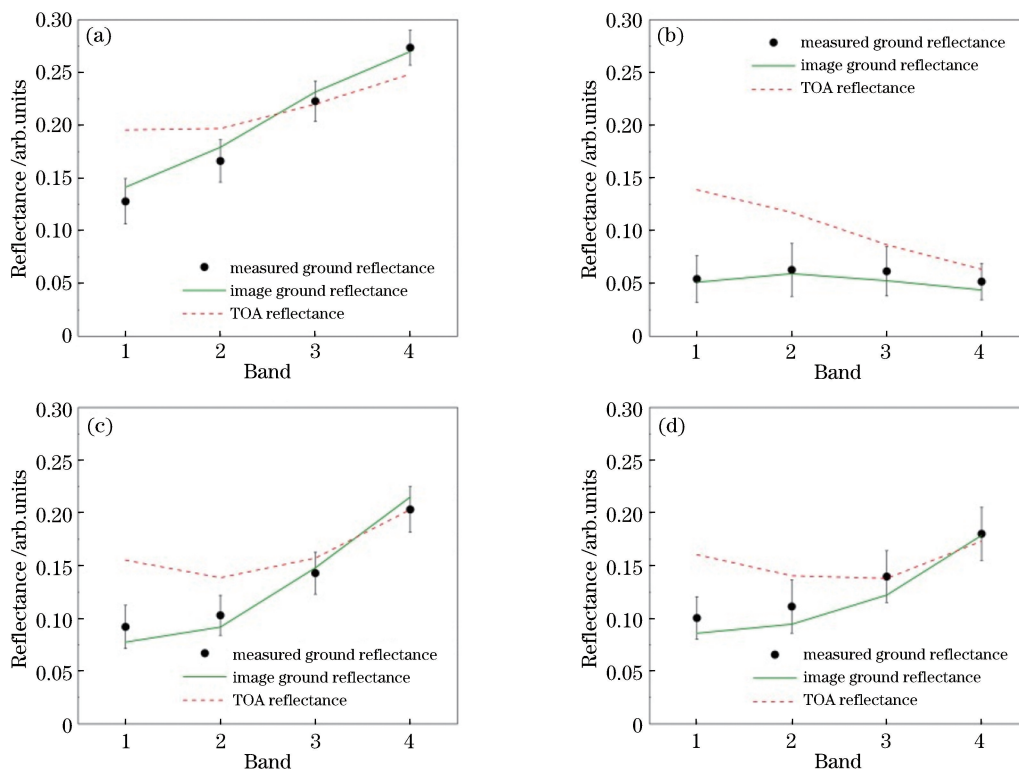 (a)
0.30
0.25
0.20
0.15
0.10
0.05
0
Reflectance /arb.units
measured ground reflectance
image ground reflectance
TOA reflectance
1 2 3 4
Band
(b)
0.30
0.25
0.20
0.15
0.10
0.05
0
Reflectance /arb.units
measured ground reflectance
image ground reflectance
TOA reflectance
1 2 3 4
Band
(c)
0.30
0.25
0.20
0.15
0.10
0.05
0
Reflectance /arb.units
measured ground reflectance
image ground reflectance
TOA reflectance
1 2 3 4
Band
(d)
0.30
0.25
0.20
0.15
0.10
0.05
0
Reflectance /arb.units
measured ground reflectance
image ground reflectance
TOA reflectance
1 2 3 4
Band